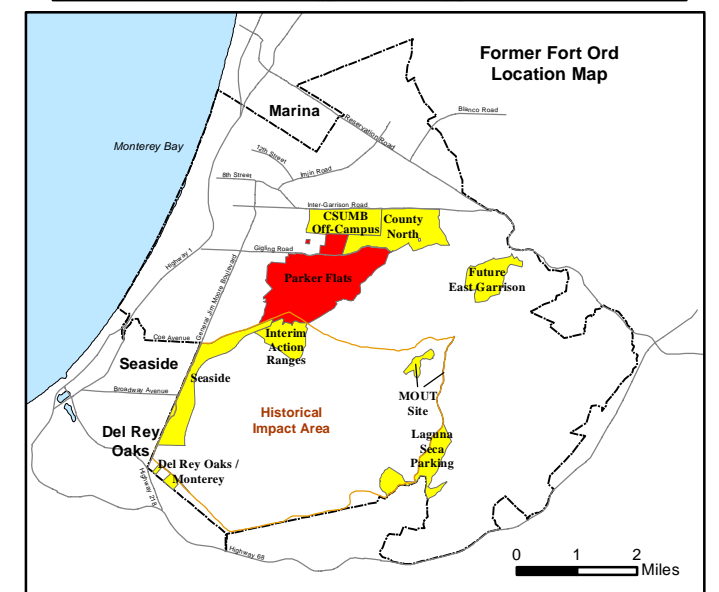 Former Fort Ord
Location Map
Marina
Blanco Road
Reservation Road
Monterey Bay
12th Street
Imjin Road
8th Street
Inter-Garrison Road
CSUMB
Off-Campus
County
North
Gigling Road
Highway 1
General Jim Moore Boulevard
Parker Flats
Future
East Garrison
Coe Avenue
Interim
Action
Ranges
Seaside
Seaside
Broadway Avenue
MOUT
Site
Historical
Impact Area
Del Rey
Oaks
Laguna
Seca
Parking
Del Rey Oaks /
Monterey
Highway 218
Highway 68
0 1 2
Miles